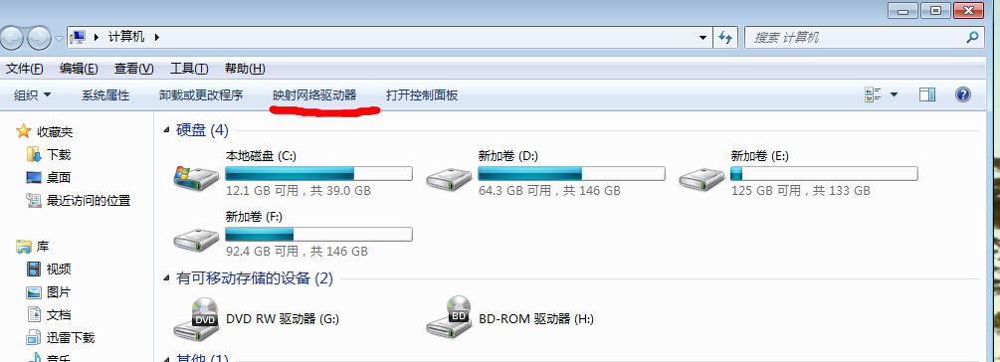 计算机
搜索 计算机
文件(F) 编辑(E) 查看(V) 工具(T) 帮助(H)
组织 系统属性 卸载或更改程序 映射网络驱动器 打开控制面板
收藏夹
下载
桌面
最近访问的位置
库
视频
图片
文档
迅雷下载
音乐
硬盘 (4)
本地磁盘 (C:)
12.1 GB 可用，共 39.0 GB
新加卷 (D:)
64.3 GB 可用，共 146 GB
新加卷 (E:)
125 GB 可用，共 133 GB
新加卷 (F:)
92.4 GB 可用，共 146 GB
有可移动存储的设备 (2)
DVD
DVD RW 驱动器 (G:)
BD
BD-ROM 驱动器 (H:)
其他 (1)